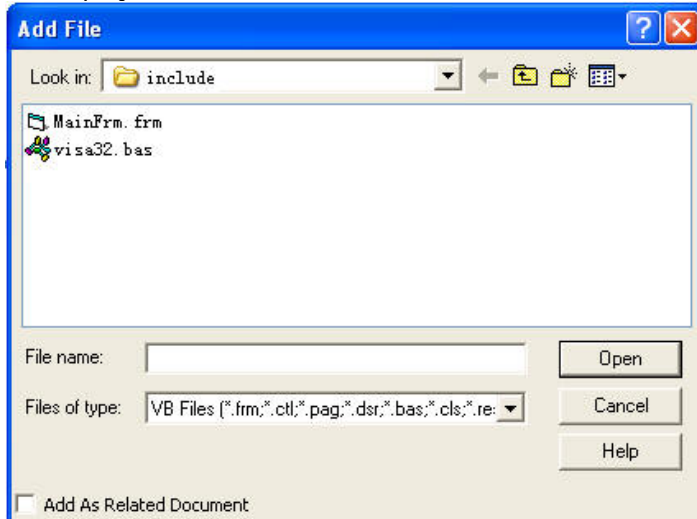 Add File
Look in: include
MainFrm.frm
visa32.bas
File name:
Open
Files of type: VB Files (*.frm;*.ctl;*.pag;*.dsr;*.bas;*.cls;*.re:
Cancel
Help
Add As Related Document